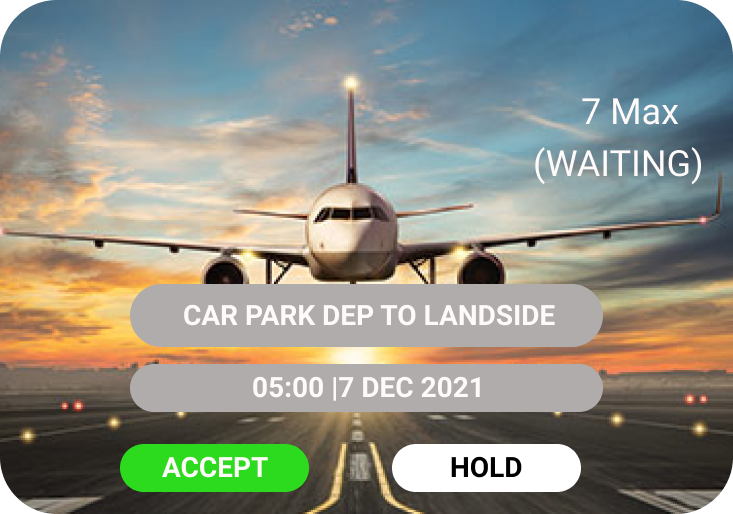 7 Max
(WAITING)
CAR PARK DEP TO LANDSIDE
05:00 |7 DEC 2021
ACCEPT
HOLD